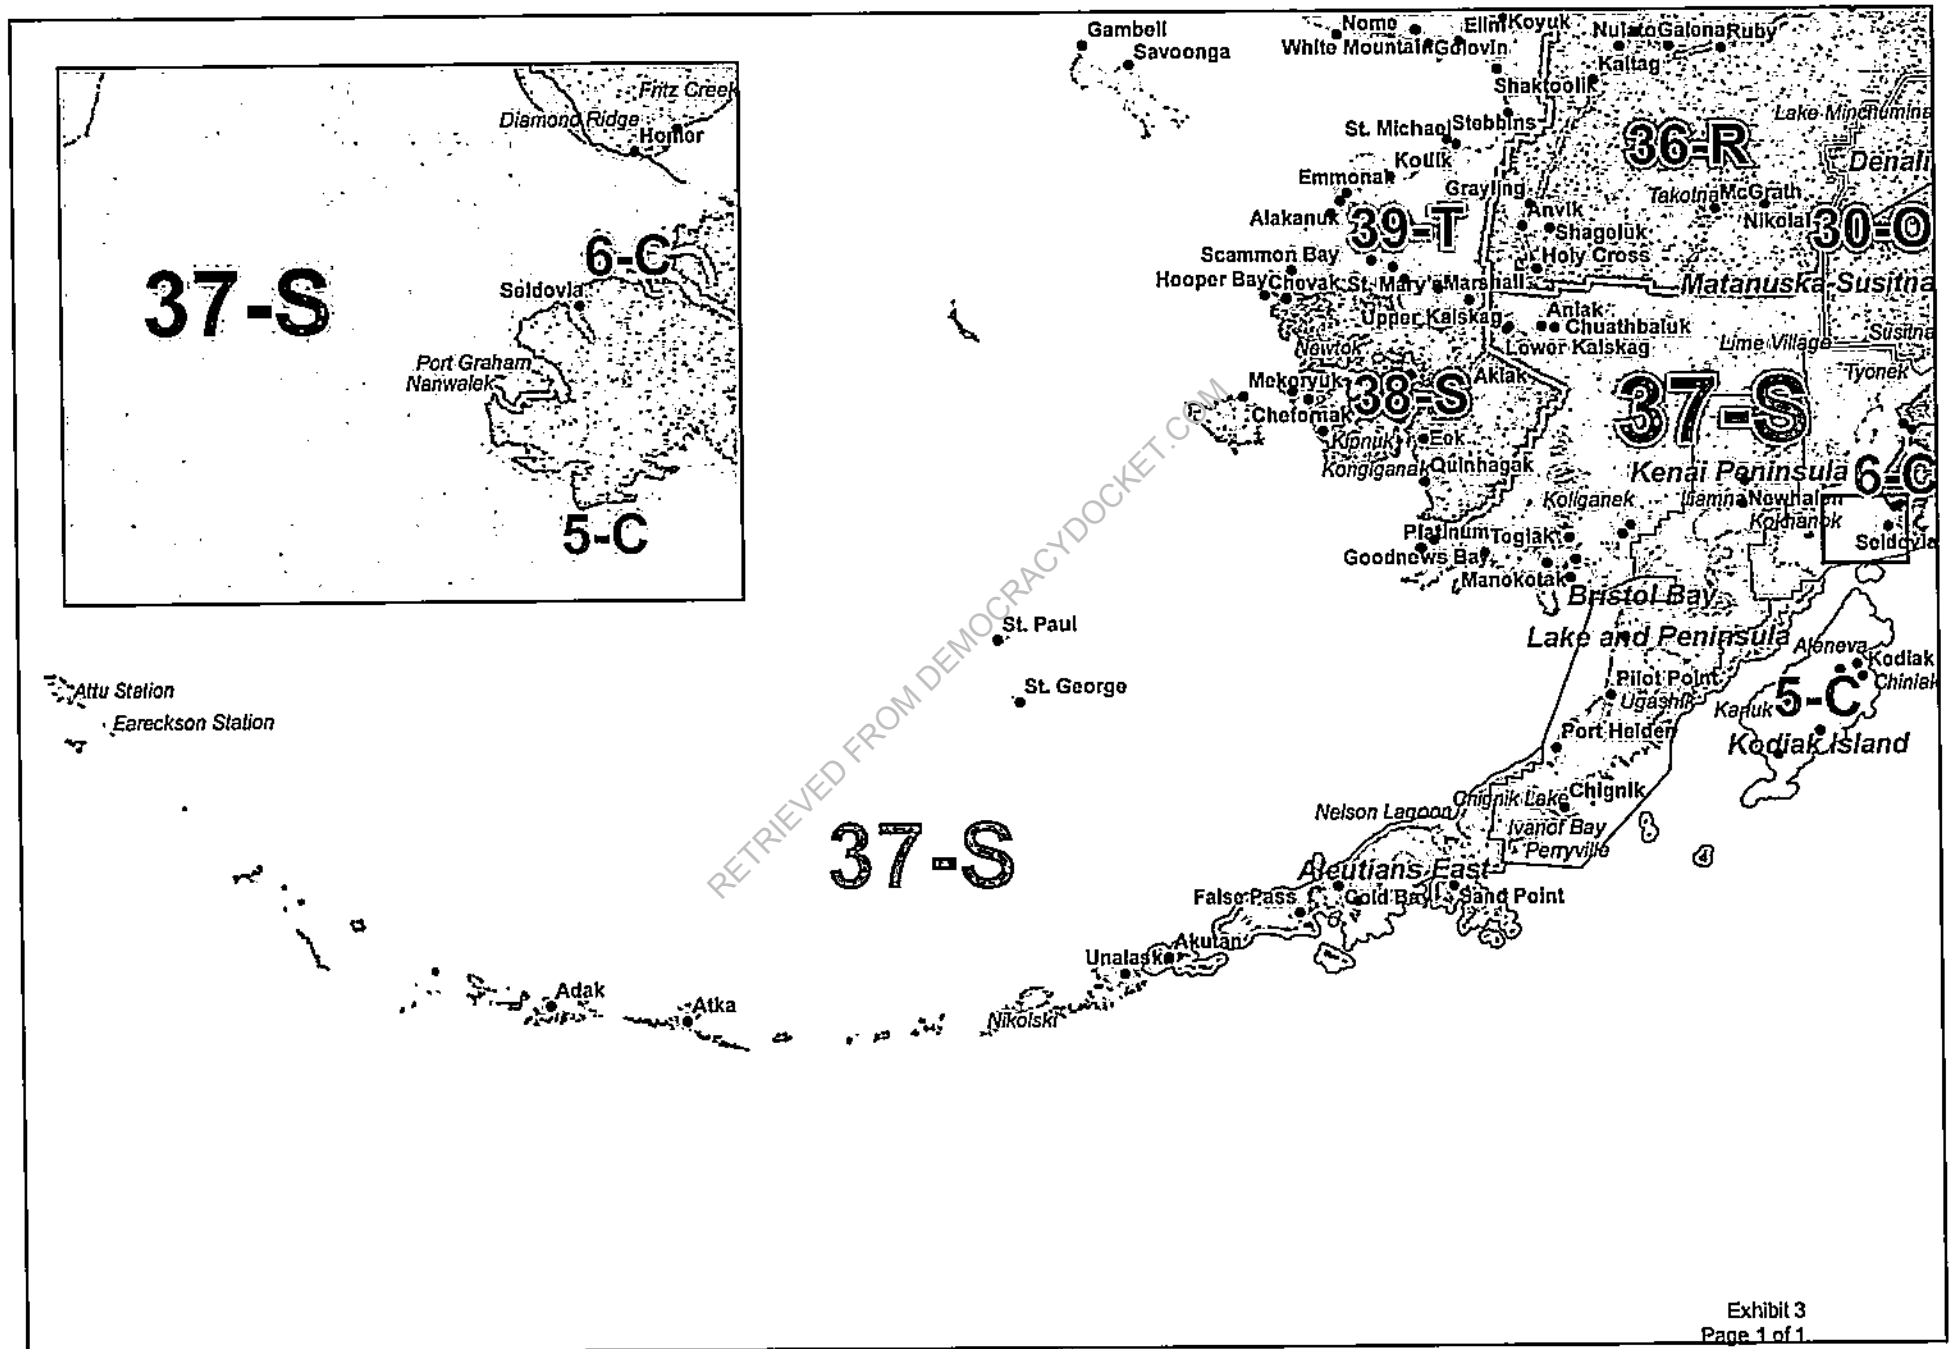 Gambell
Savoonga
Nome
Elim
Koyuk
White Mountain
Golovin
Nulato
Galena
Ruby
Kaltag
Shaktoolik
Fritz Creek
Diamond Ridge
Homer
Lake Minchumina
St. Michael
Stebbins
36-R
Kotlik
Denali
Emmonak
Grayling
Takotna
McGrath
Alakanuk
39-T
Anvik
Nikolai
30-O
Shageluk
6-C
Scammon Bay
Holy Cross
Hooper Bay
Chevak
St. Mary's
Marshall
Matanuska-Susitna
Seldovia
37-S
Upper Kalskag
Aniak
Chuathbaluk
Lower Kalskag
Lime Village
Susitna
Newtok
Port Graham
Nanwalek
Mekoryuk
38-S
Akiak
37-S
Tyonek
Chefornak
Kipnuk
Eek
Kongiganak
Quinhagak
Kenai Peninsula
6-C
Koliganek
Iliamna
Newhalen
Kokhanok
5-C
Platinum
Togiak
Seldovia
Goodnews Bay
Manokotak
Bristol Bay
St. Paul
Lake and Peninsula
Aleneva
Kodiak
Attu Station
St. George
Pilot Point
Chiniak
Ugashik
Karluk
5-C
Eareckson Station
Port Heiden
Kodiak Island
Chignik Lake
Chignik
Nelson Lagoon
37-S
Ivanof Bay
Perryville
Aleutians East
False Pass
Cold Bay
Sand Point
Akutan
Unalaska
Adak
Atka
Nikolski
RETRIEVED FROM DEMOCRACYDOCKET.COM
Exhibit 3
Page 1 of 1